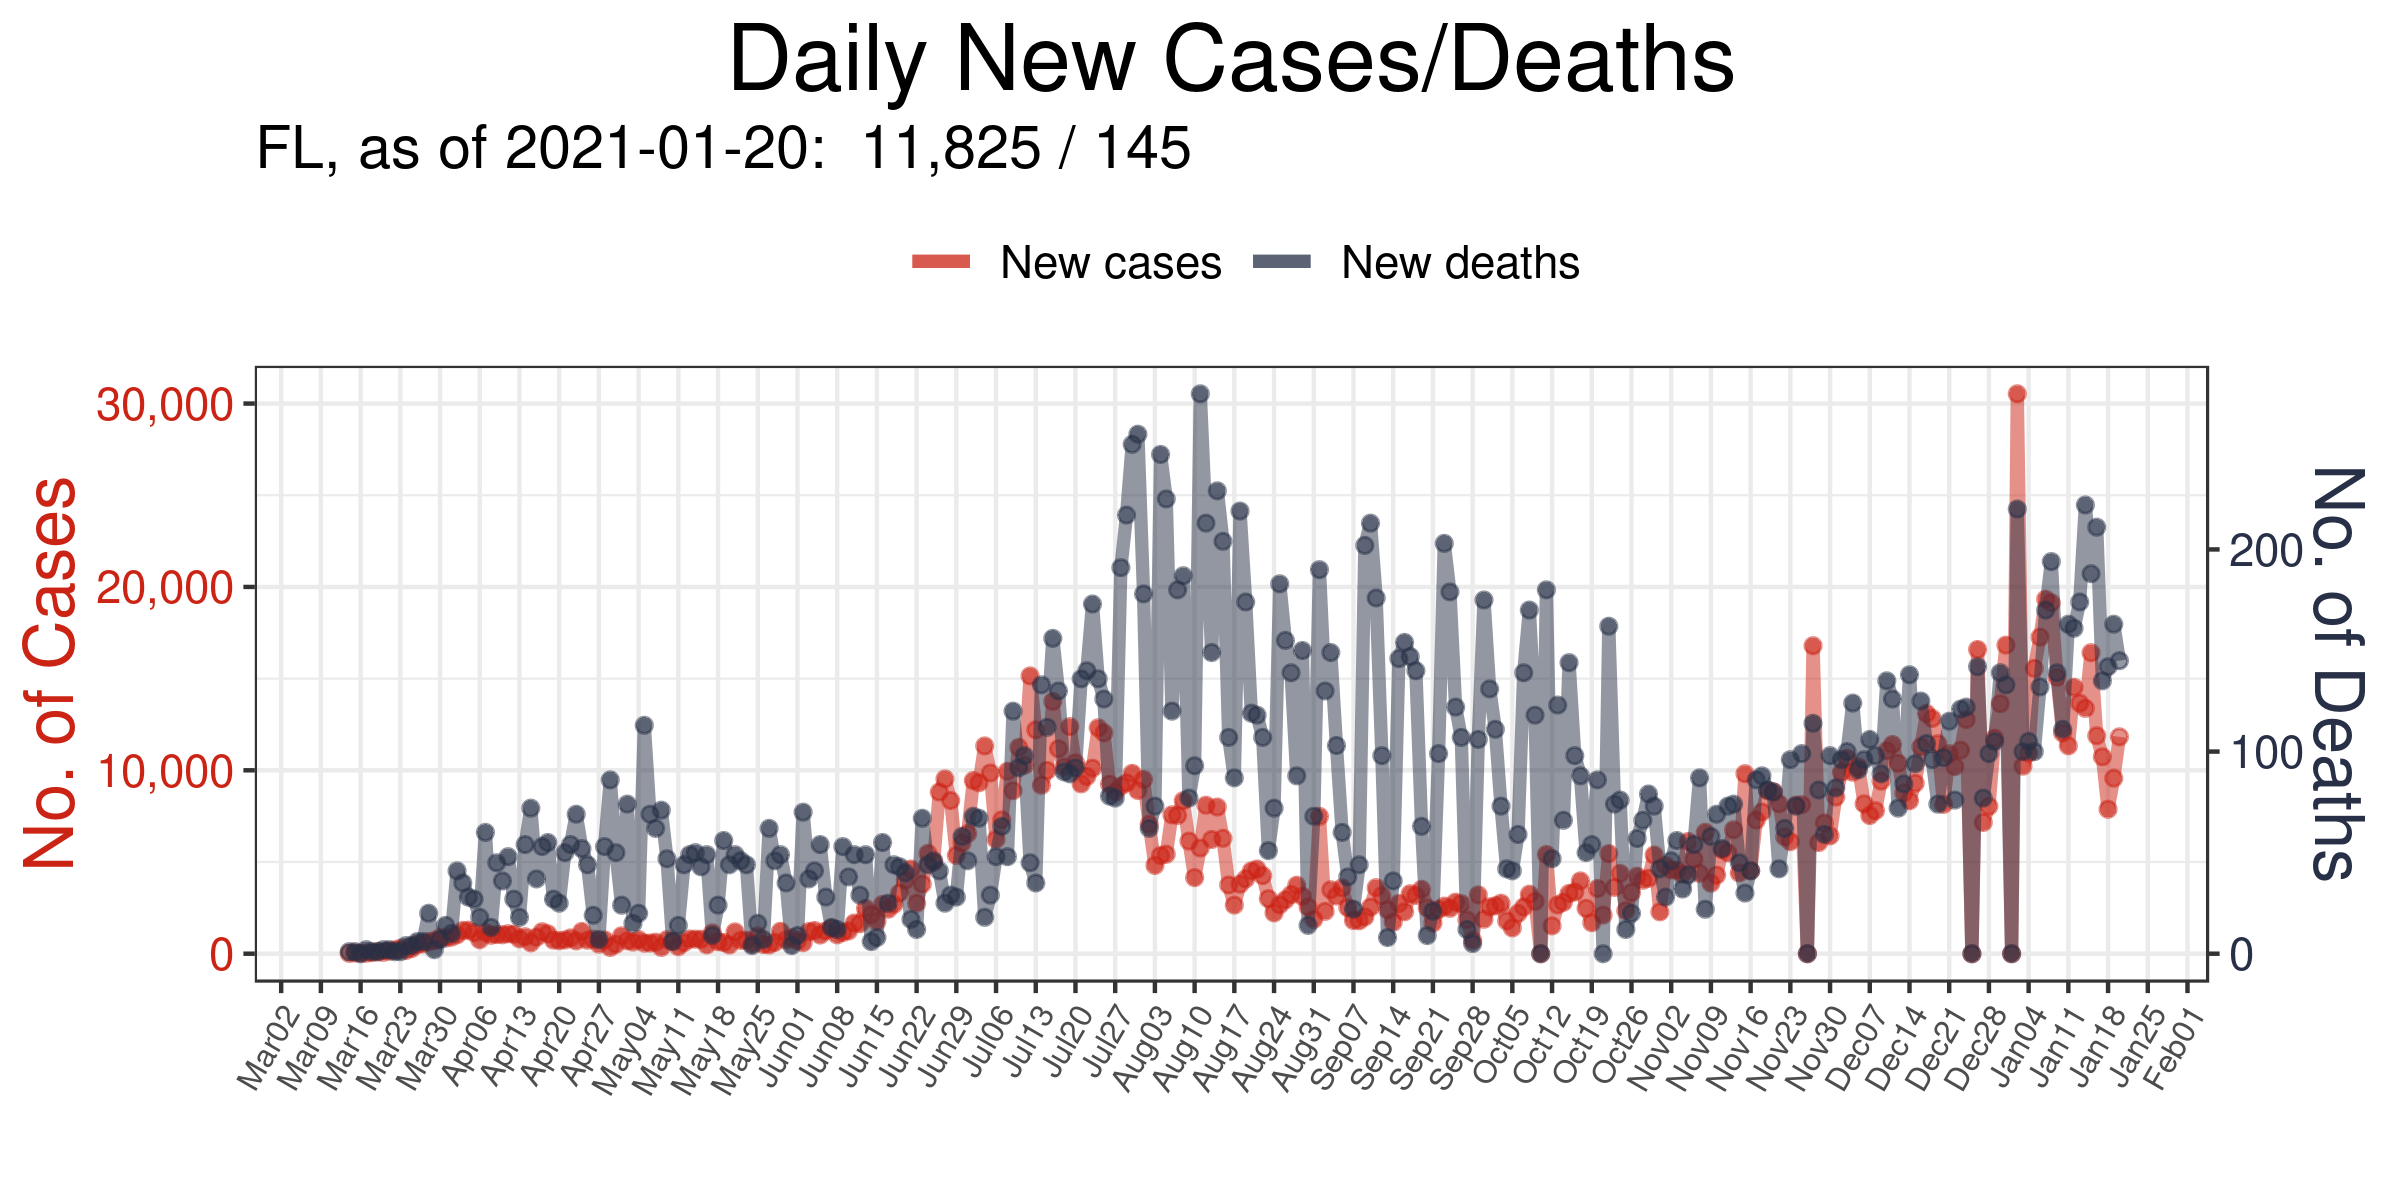 Daily New Cases/Deaths
FL, as of 2021-01-20:  11,825 / 145
New cases
New deaths
No. of Cases
30,000
20,000
10,000
0
No. of Deaths
200
100
0
Mar02
Mar09
Mar16
Mar23
Mar30
Apr06
Apr13
Apr20
Apr27
May04
May11
May18
May25
Jun01
Jun08
Jun15
Jun22
Jun29
Jul06
Jul13
Jul20
Jul27
Aug03
Aug10
Aug17
Aug24
Aug31
Sep07
Sep14
Sep21
Sep28
Oct05
Oct12
Oct19
Oct26
Nov02
Nov09
Nov16
Nov23
Nov30
Dec07
Dec14
Dec21
Dec28
Jan04
Jan11
Jan18
Jan25
Feb01